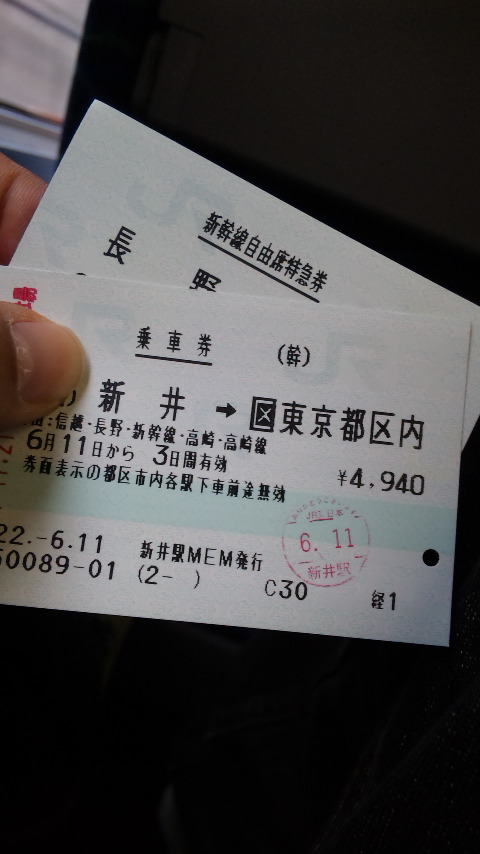 新幹線自由席特急券
長野
乗車券 (幹)
新井 → 区東京都区内
:信越・長野・新幹線・高崎・高崎線
6月11日から 3日間有効 ¥4,940
券面表示の都区市内各駅下車前途無効
22.-6.11 新井駅MEM発行
50089-01 (2- ) C30 経1
6.11
新井駅